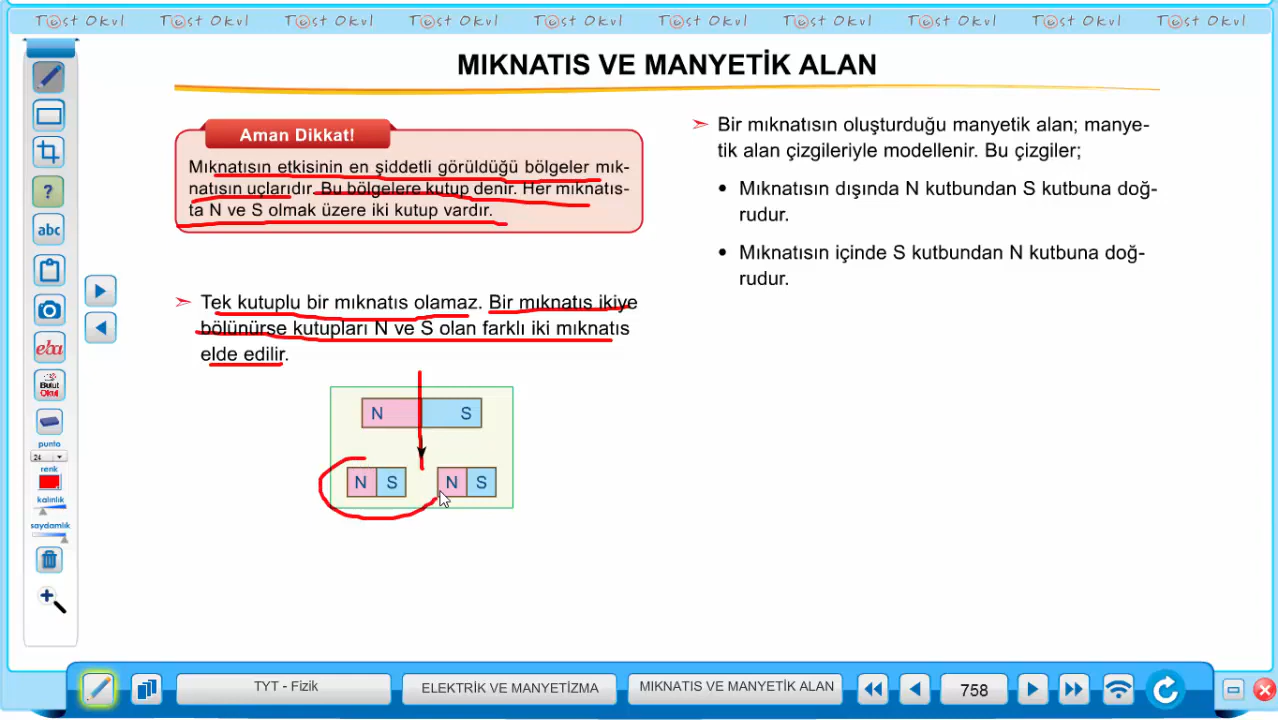 Test Okul Test Okul Test Okul Test Okul Test Okul Test Okul Test Okul Test Okul Test Okul Test Okul
MIKNATIS VE MANYETİK ALAN
Aman Dikkat!
Mıknatısın etkisinin en şiddetli görüldüğü bölgeler mık-
natısın uçlarıdır. Bu bölgelere kutup denir. Her mıknatıs-
ta N ve S olmak üzere iki kutup vardır.
➣ Tek kutuplu bir mıknatıs olamaz. Bir mıknatıs ikiye
bölünürse kutupları N ve S olan farklı iki mıknatıs
elde edilir.
N S
N S N S
➣ Bir mıknatısın oluşturduğu manyetik alan; manye-
tik alan çizgileriyle modellenir. Bu çizgiler;
• Mıknatısın dışında N kutbundan S kutbuna doğ-
rudur.
• Mıknatısın içinde S kutbundan N kutbuna doğ-
rudur.
?
abc
eba
Bulut
Okul
punto
24
renk
kalınlık
saydamlık
TYT - Fizik
ELEKTRİK VE MANYETİZMA
MIKNATIS VE MANYETİK ALAN
758